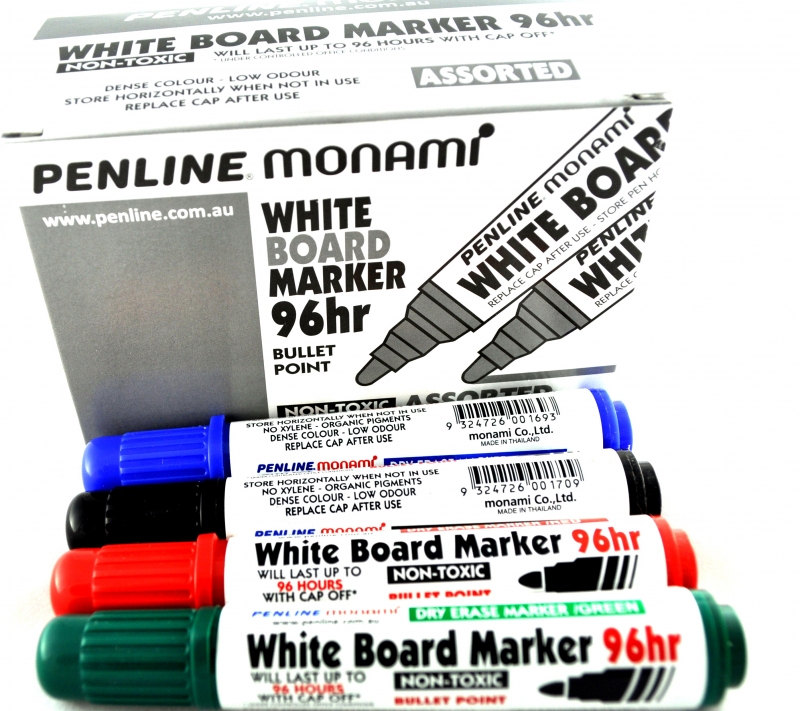 www.penline.com.au
WHITE BOARD MARKER 96hr
NON-TOXIC WILL LAST UP TO 96 HOURS WITH CAP OFF*
* UNDER CONTROLLED OFFICE CONDITIONS
DENSE COLOUR - LOW ODOUR
STORE HORIZONTALLY WHEN NOT IN USE
REPLACE CAP AFTER USE
ASSORTED
PENLINE® monami
www.penline.com.au
WHITE
BOARD
MARKER
96hr
BULLET
POINT
PENLINE monami
WHITE BOAR
REPLACE CAP AFTER USE - STORE PEN HO
PENLINE
WHIT
REPLACE C
NON-TOXIC ASSORTED
STORE HORIZONTALLY WHEN NOT IN USE
NO XYLENE - ORGANIC PIGMENTS
DENSE COLOUR - LOW ODOUR
REPLACE CAP AFTER USE
9 324726 001693
monami Co.,Ltd.
MADE IN THAILAND
PENLINE monami
STORE HORIZONTALLY WHEN NOT IN USE
NO XYLENE - ORGANIC PIGMENTS
DENSE COLOUR - LOW ODOUR
REPLACE CAP AFTER USE
9 324726 001709
monami Co.,Ltd.
MADE IN THAILAND
PENLINE monami DRY ERASE MARKER /RED
White Board Marker 96hr
WILL LAST UP TO
96 HOURS
WITH CAP OFF*
NON-TOXIC
BULLET POINT
PENLINE monami DRY ERASE MARKER /GREEN
www.penline.com.au
White Board Marker 96hr
WILL LAST UP TO
96 HOURS
WITH CAP OFF*
NON-TOXIC
BULLET POINT